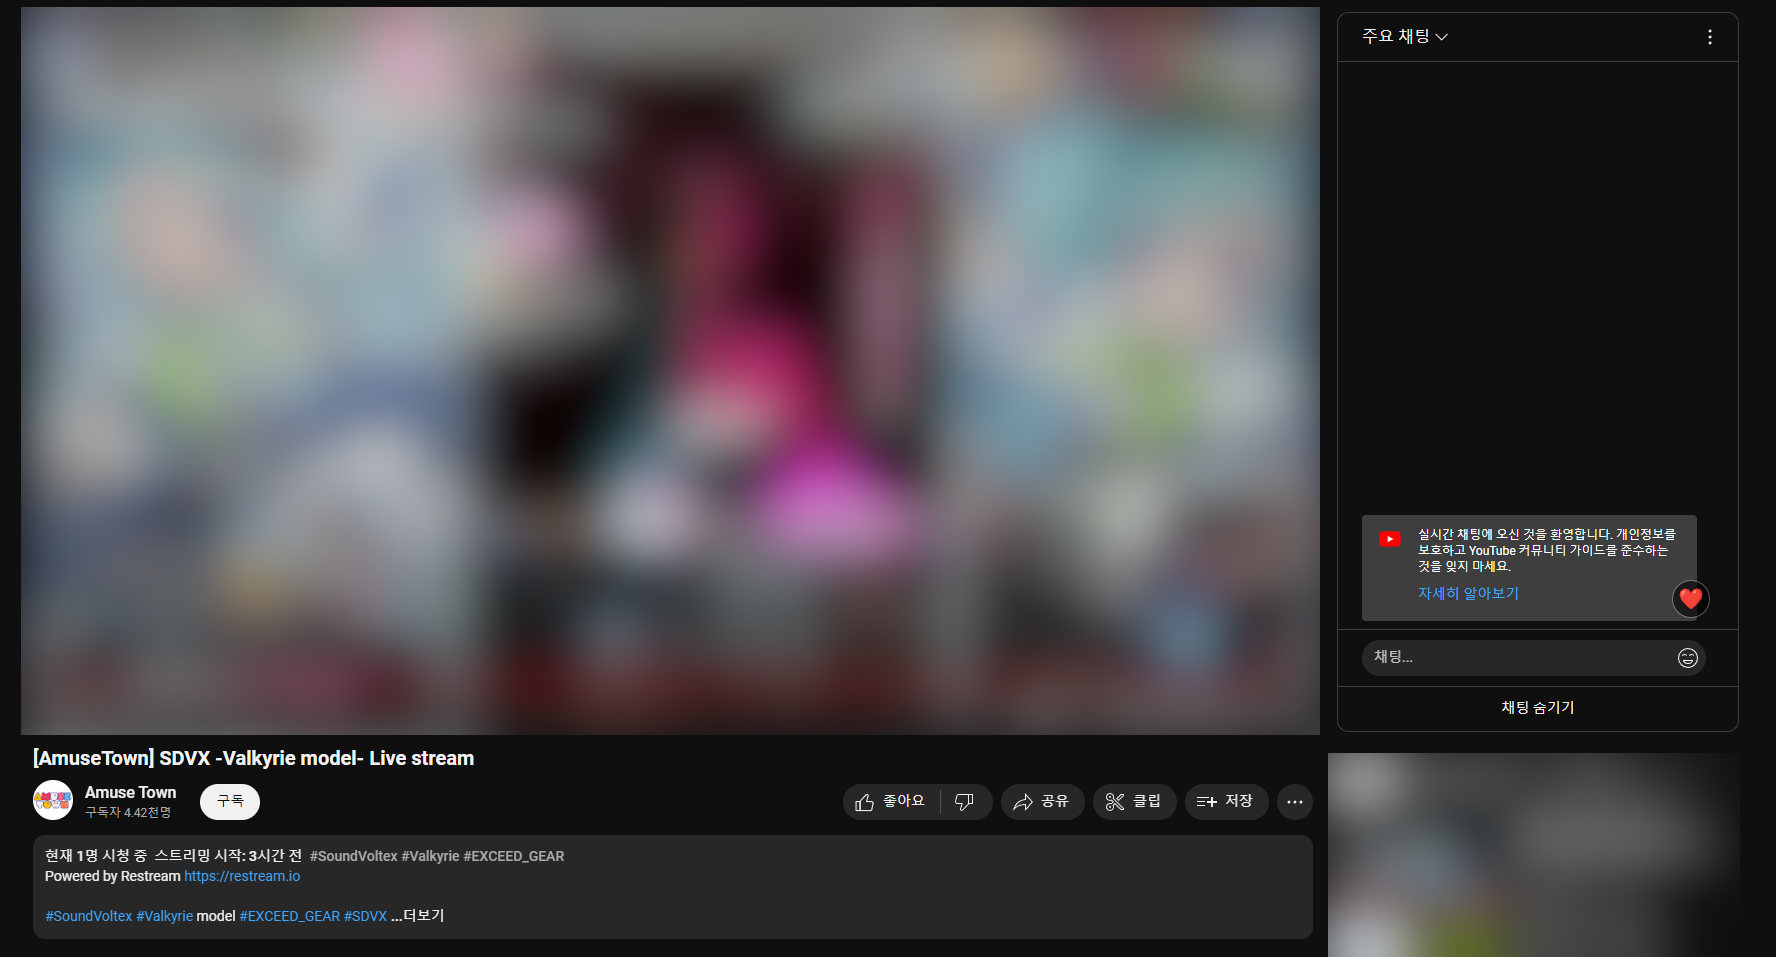 주요 채팅
실시간 채팅에 오신 것을 환영합니다. 개인정보를
보호하고 YouTube 커뮤니티 가이드를 준수하는
것을 잊지 마세요.
자세히 알아보기
채팅...
채팅 숨기기
[AmuseTown] SDVX -Valkyrie model- Live stream
Amuse Town
구독자 4.42천명
구독
좋아요
공유
클립
저장
현재 1명 시청 중 스트리밍 시작: 3시간 전 #SoundVoltex #Valkyrie #EXCEED_GEAR
Powered by Restream https://restream.io
#SoundVoltex #Valkyrie model #EXCEED_GEAR #SDVX ...더보기